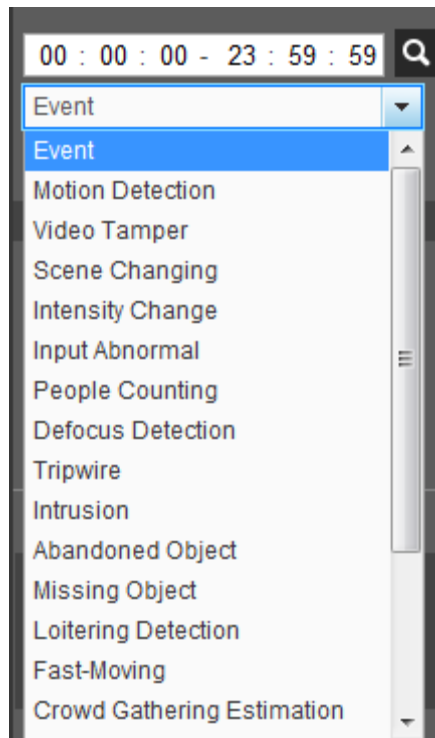 00 : 00 : 00 - 23 : 59 : 59
Event
Event
Motion Detection
Video Tamper
Scene Changing
Intensity Change
Input Abnormal
People Counting
Defocus Detection
Tripwire
Intrusion
Abandoned Object
Missing Object
Loitering Detection
Fast-Moving
Crowd Gathering Estimation